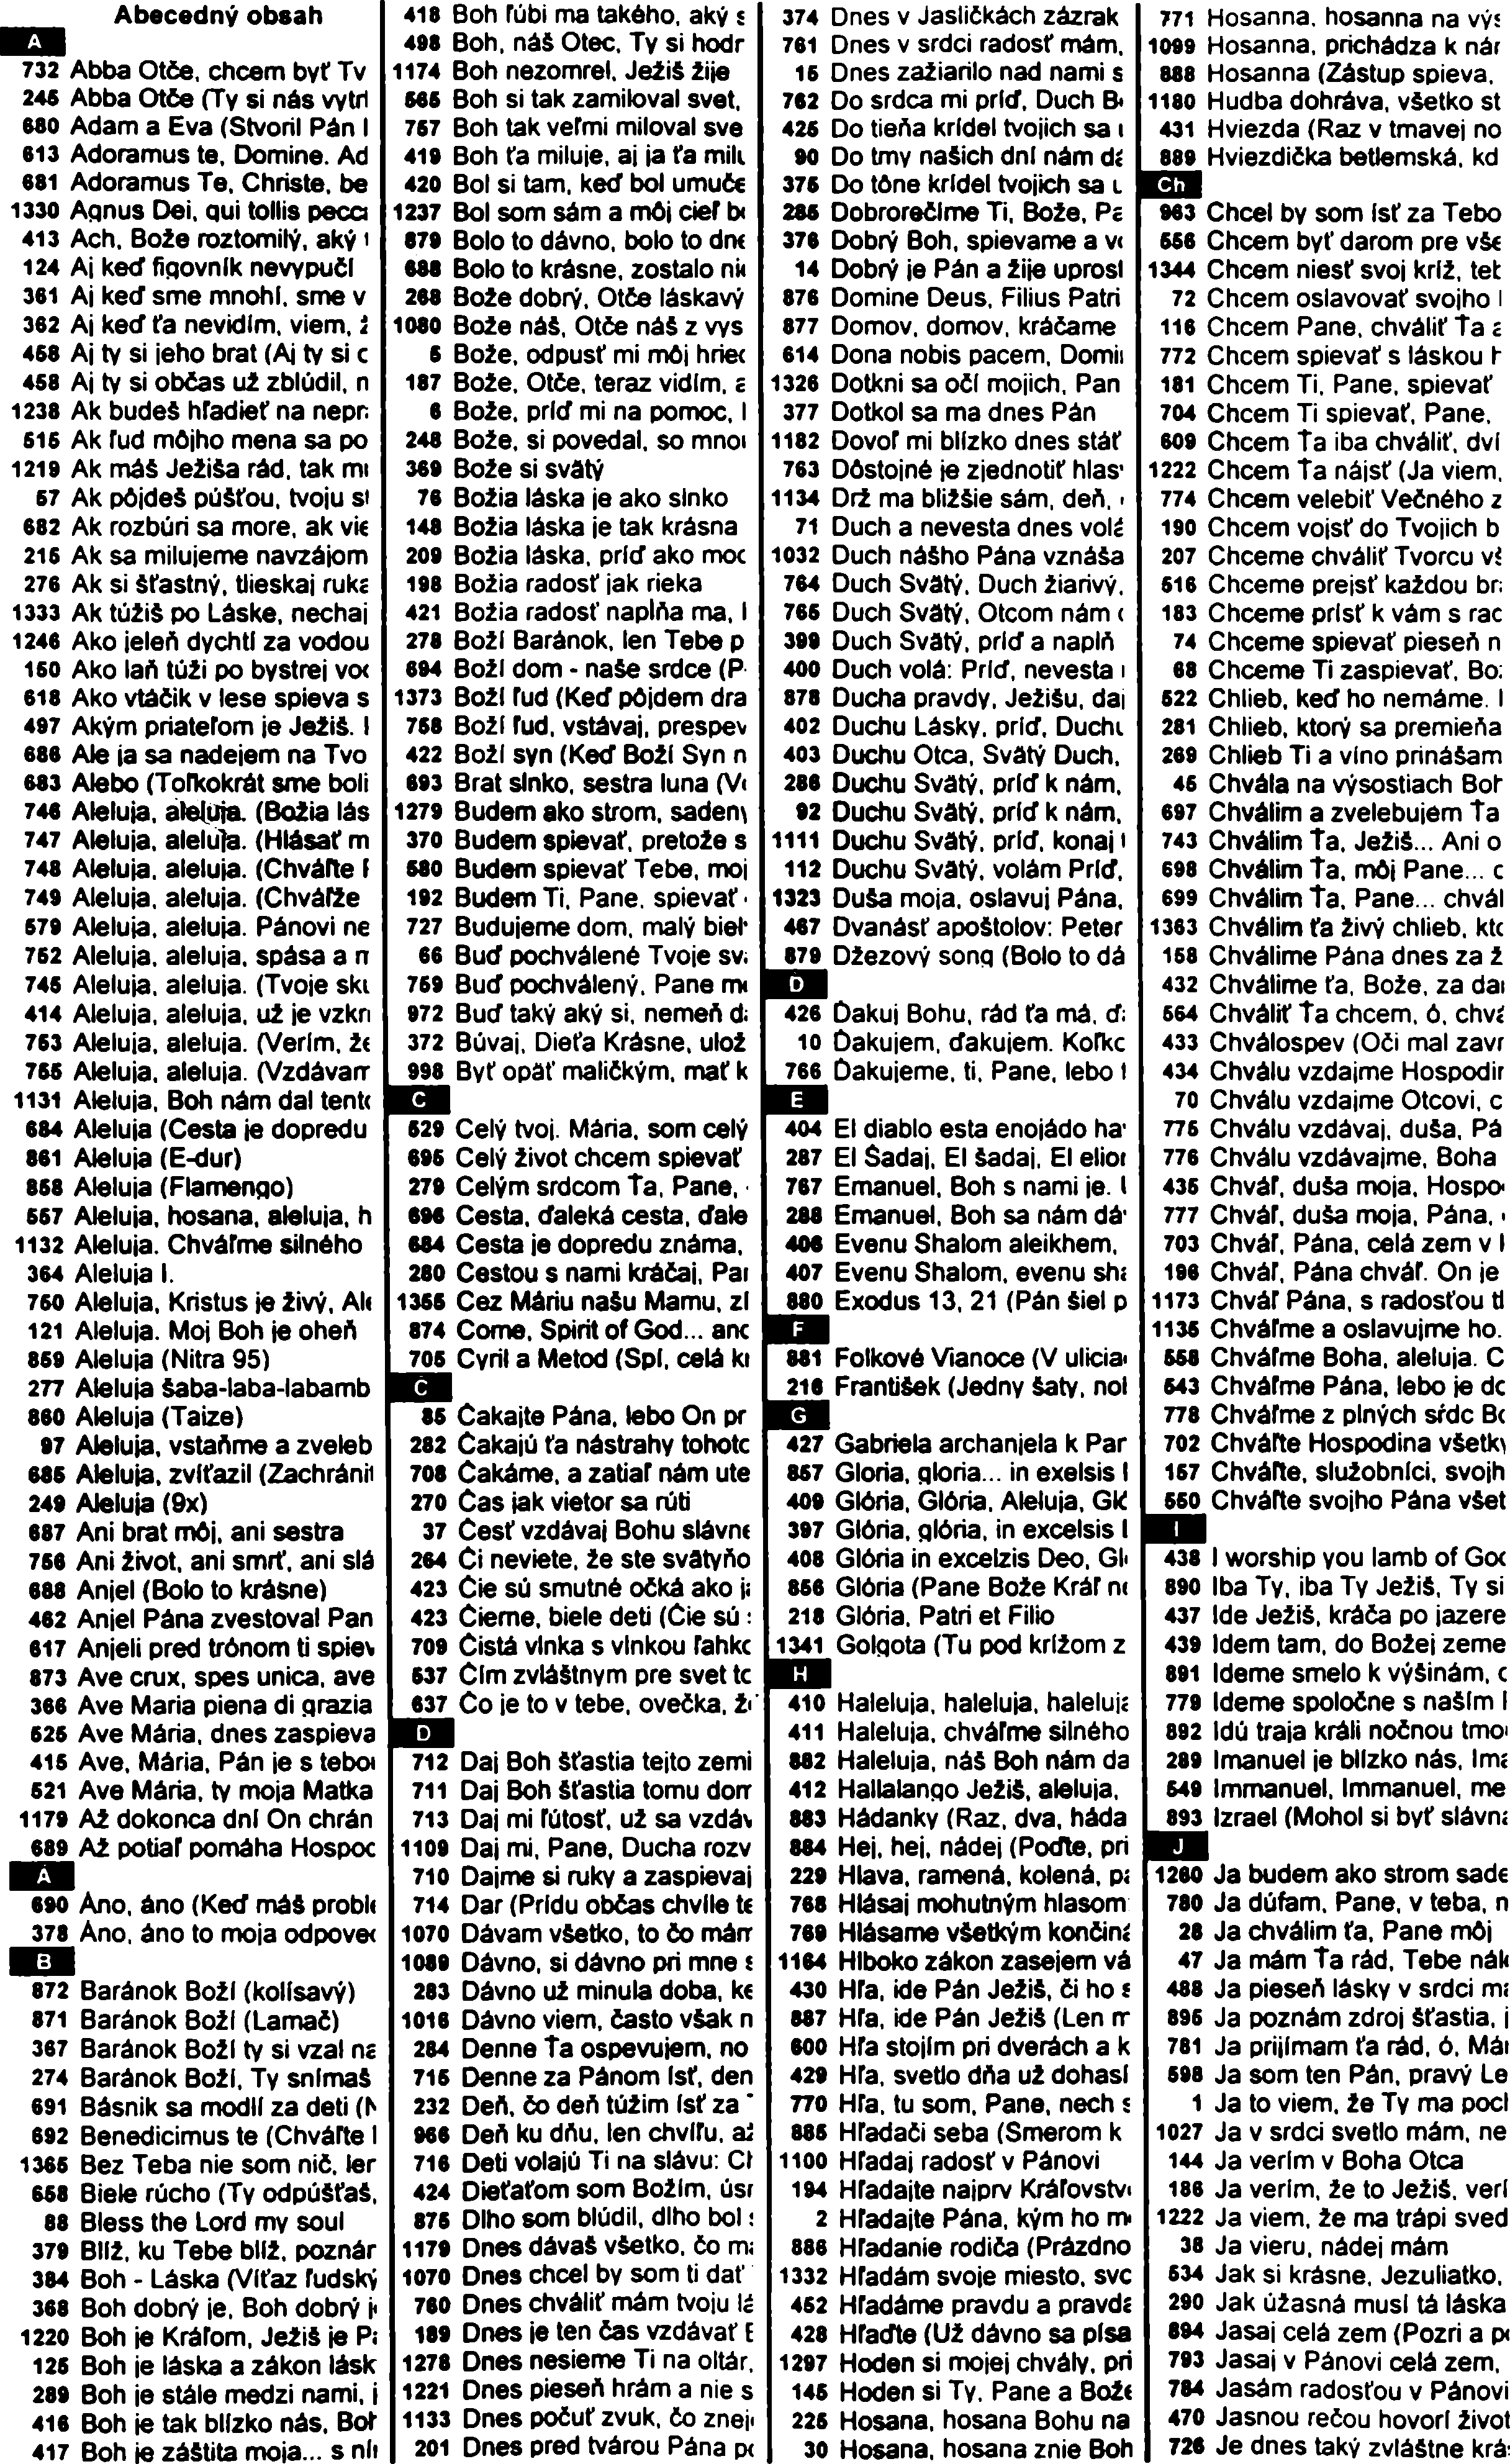 Abecedný obsah
A
732 Abba Otče, chcem byť Tv
245 Abba Otče (Ty si nás vytrl
680 Adam a Eva (Stvoril Pán
613 Adoramus te, Domine. Ad
681 Adoramus Te, Christe, be
1330 Agnus Dei, qui tollis pecca
413 Ach, Bože roztomilý, aký
124 Aj keď figovník nevypučí
361 Aj keď sme mnohí, sme v
362 Aj keď ťa nevidím, viem, ž
458 Aj ty si jeho brat (Aj ty si c
458 Aj ty si občas už zblúdil, n
1238 Ak budeš hľadieť na nepr
515 Ak ľud môjho mena sa po
1219 Ak máš Ježiša rád, tak m
57 Ak pôjdeš púšťou, tvoju s
682 Ak rozbúri sa more, ak vie
215 Ak sa milujeme navzájom
276 Ak si šťastný, tlieskaj ruka
1333 Ak túžiš po Láske, nechaj
1246 Ako jeleň dychtí za vodou
150 Ako laň túži po bystrej vo
618 Ako vtáčik v lese spieva s
497 Akým priateľom je Ježiš.
686 Ale ja sa nadejem na Tvo
683 Alebo (Toľkokrát sme boli
746 Aleluja, aleluja. (Božia lás
747 Aleluja, aleluja. (Hlásať m
748 Aleluja, aleluja. (Chváľte
749 Aleluja, aleluja. (Chváľže
579 Aleluja, aleluja. Pánovi ne
752 Aleluja, aleluja, spása a m
745 Aleluja, aleluja. (Tvoje sk
414 Aleluja, aleluja, už je vzkr
753 Aleluja, aleluja. (Verím, že
755 Aleluja, aleluja. (Vzdávam
1131 Aleluja, Boh nám dal tento
684 Aleluja (Cesta je dopredu
861 Aleluja (E-dur)
858 Aleluja (Flamengo)
557 Aleluja, hosana, aleluja, h
1132 Aleluja. Chváľme silného
364 Aleluja I.
750 Aleluja, Kristus je živý, Al
121 Aleluja. Moj Boh je oheň
859 Aleluja (Nitra 95)
277 Aleluja šaba-laba-labamb
860 Aleluja (Taize)
97 Aleluja, vstaňme a zveleb
685 Aleluja, zvíťazil (Zachránit
249 Aleluja (9x)
687 Ani brat môj, ani sestra
756 Ani život, ani smrť, ani slá
688 Anjel (Bolo to krásne)
462 Anjel Pána zvestoval Pan
617 Anjeli pred trónom ti spiev
873 Ave crux, spes unica, ave
366 Ave Maria piena di grazia
525 Ave Mária, dnes zaspieva
415 Ave, Mária, Pán je s tebo
521 Ave Mária, ty moja Matka
1179 Až dokonca dní On chrán
689 Až potiaľ pomáha Hospod
Á
690 Áno, áno (Keď máš problé
378 Áno, áno to moja odpoveď
B
872 Baránok Boží (kolísavý)
871 Baránok Boží (Lamač)
367 Baránok Boží ty si vzal na
274 Baránok Boží, Ty snímaš
691 Básnik sa modlí za deti (N
692 Benedicimus te (Chváľte
1365 Bez Teba nie som nič, len
658 Biele rúcho (Ty odpúšťaš,
88 Bless the Lord my soul
379 Blíž, ku Tebe blíž, poznár
384 Boh - Láska (Víťaz ľudský
368 Boh dobrý je, Boh dobrý j
1220 Boh je Kráľom, Ježiš je P
125 Boh je láska a zákon lásk
289 Boh je stále medzi nami, i
416 Boh je tak blízko nás, Boh
417 Boh je záštita moja... s ní
418 Boh ľúbi ma takého, aký s
498 Boh, náš Otec, Ty si hodn
1174 Boh nezomrel, Ježiš žije
565 Boh si tak zamiloval svet,
757 Boh tak veľmi miloval sve
419 Boh ťa miluje, aj ja ťa milu
420 Bol si tam, keď bol umuče
1237 Bol som sám a môj cieľ b
879 Bolo to dávno, bolo to dne
688 Bolo to krásne, zostalo ni
268 Bože dobrý, Otče láskavý
1080 Bože náš, Otče náš z vys
5 Bože, odpusť mi môj hriec
187 Bože, Otče, teraz vidím, a
6 Bože, príď mi na pomoc,
248 Bože, si povedal, so mno
369 Bože si svätý
76 Božia láska je ako slnko
148 Božia láska je tak krásna
209 Božia láska, príď ako moc
198 Božia radosť jak rieka
421 Božia radosť napĺňa ma,
278 Boží Baránok, len Tebe p
694 Boží dom - naše srdce (P
1373 Boží ľud (Keď pôjdem dra
758 Boží ľud, vstávaj, prespev
422 Boží syn (Keď Boží Syn n
693 Brat slnko, sestra luna (V
1279 Budem ako strom, sadeny
370 Budem spievať, pretože s
580 Budem spievať Tebe, moj
192 Budem Ti, Pane, spievať
727 Budujeme dom, malý biel
66 Buď pochválené Tvoje sv
759 Buď pochválený, Pane m
972 Buď taký aký si, nemeň d
372 Búvaj, Dieťa Krásne, ulož
998 Byť opäť maličkým, mať k
C
529 Celý tvoj. Mária, som celý
695 Celý život chcem spievať
279 Celým srdcom Ťa, Pane,
696 Cesta, ďaleká cesta, ďale
684 Cesta je dopredu známa,
280 Cestou s nami kráčaj, Pan
1355 Cez Máriu našu Mamu, zl
874 Come, Spirit of God... and
705 Cyril a Metod (Spí, celá kr
Č
85 Čakajte Pána, lebo On pr
282 Čakajú ťa nástrahy tohoto
708 Čakáme, a zatiaľ nám ute
270 Čas jak vietor sa rúti
37 Česť vzdávaj Bohu slávne
264 Či neviete, že ste svätyňo
423 Čie sú smutné očká ako j
423 Čierne, biele deti (Čie sú
709 Čistá vlnka s vlnkou ľahko
537 Čím zvláštnym pre svet to
637 Čo je to v tebe, ovečka, ž
D
712 Daj Boh šťastia tejto zemi
711 Daj Boh šťastia tomu dom
713 Daj mi ľútosť, už sa vzdáv
1109 Daj mi, Pane, Ducha rozv
710 Dajme si ruky a zaspievaj
714 Dar (Prídu občas chvíle te
1070 Dávam všetko, to čo mám
1089 Dávno, si dávno pri mne s
283 Dávno už minula doba, ke
1016 Dávno viem, často však n
284 Denne Ťa ospevujem, no
715 Denne za Pánom ísť, den
232 Deň, čo deň túžim ísť za
966 Deň ku dňu, len chvíľu, až
716 Deti volajú Ti na slávu: Ch
424 Dieťaťom som Božím, úsm
875 Dlho som blúdil, dlho bol
1179 Dnes dávaš všetko, čo má
1070 Dnes chcel by som ti dať
760 Dnes chváliť mám tvoju lá
189 Dnes je ten čas vzdávať B
1278 Dnes nesieme Ti na oltár,
1221 Dnes pieseň hrám a nie s
1133 Dnes počuť zvuk, čo znej
201 Dnes pred tvárou Pána p
374 Dnes v Jasličkách zázrak
761 Dnes v srdci radosť mám,
15 Dnes zažiarilo nad nami s
762 Do srdca mi príď, Duch B
425 Do tieňa krídel tvojich sa
90 Do tmy našich dní nám dá
375 Do tône krídel tvojich sa u
285 Dobrorečíme Ti, Bože, Pá
376 Dobrý Boh, spievame a v
14 Dobrý je Pán a žije upros
876 Domine Deus, Filius Patri
877 Domov, domov, kráčame
614 Dona nobis pacem, Domi
1326 Dotkni sa očí mojich, Pan
377 Dotkol sa ma dnes Pán
1182 Dovoľ mi blízko dnes stáť
763 Dôstojné je zjednotiť hlas
1134 Drž ma bližšie sám, deň,
71 Duch a nevesta dnes volá
1032 Duch nášho Pána vznáša
764 Duch Svätý, Duch žiarivý,
765 Duch Svätý, Otcom nám
399 Duch Svätý, príď a naplň
400 Duch volá: Príď, nevesta
878 Ducha pravdy, Ježišu, daj
402 Duchu Lásky, príď, Duchu
403 Duchu Otca, Svätý Duch,
286 Duchu Svätý, príď k nám,
92 Duchu Svätý, príď k nám,
1111 Duchu Svätý, príď, konaj
112 Duchu Svätý, volám Príď,
1323 Duša moja, oslavuj Pána,
467 Dvanásť apoštolov: Peter
879 Džezový song (Bolo to dá
Ď
426 Ďakuj Bohu, rád ťa má, ď
10 Ďakujem, ďakujem. Koľko
766 Ďakujeme, ti, Pane, lebo
E
404 El diablo esta enojádo ha
287 El Šadaj, El šadaj, El elio
767 Emanuel, Boh s nami je.
288 Emanuel, Boh sa nám dá
406 Evenu Shalom aleikhem,
407 Evenu Shalom, evenu sha
880 Exodus 13, 21 (Pán šiel p
F
881 Folkové Vianoce (V ulicia
216 František (Jedny šaty, nol
G
427 Gabriela archanjela k Pan
857 Gloria, gloria... in exelsis
409 Glória, Glória, Aleluja, Gló
397 Glória, glória, in excelsis
408 Glória in excelzis Deo, Gl
856 Glória (Pane Bože Kráľ n
218 Glória, Patri et Filio
1341 Golgota (Tu pod krížom z
H
410 Haleluja, haleluja, haleluja
411 Haleluja, chváľme silného
882 Haleluja, náš Boh nám da
412 Hallalango Ježiš, aleluja,
883 Hádanky (Raz, dva, háda
884 Hej, hej, nádej (Poďte, pri
229 Hlava, ramená, kolená, pa
768 Hlásaj mohutným hlasom
769 Hlásame všetkým končiná
1164 Hlboko zákon zasejem vá
430 Hľa, ide Pán Ježiš, či ho s
887 Hľa, ide Pán Ježiš (Len m
600 Hľa stojím pri dverách a k
429 Hľa, svetlo dňa už dohasí
770 Hľa, tu som, Pane, nech s
885 Hľadači seba (Smerom k
1100 Hľadaj radosť v Pánovi
194 Hľadajte najprv Kráľovstv
2 Hľadajte Pána, kým ho m
886 Hľadanie rodiča (Prázdno
1332 Hľadám svoje miesto, svo
452 Hľadáme pravdu a pravda
428 Hľaďte (Už dávno sa písa
1297 Hoden si mojej chvály, pri
145 Hoden si Ty, Pane a Bože
225 Hosana, hosana Bohu na
30 Hosana, hosana znie Boh
771 Hosanna, hosanna na výs
1099 Hosanna, prichádza k nám
888 Hosanna (Zástup spieva,
1180 Hudba dohráva, všetko st
431 Hviezda (Raz v tmavej no
889 Hviezdička betlemská, kd
Ch
963 Chcel by som ísť za Tebo
556 Chcem byť darom pre vše
1344 Chcem niesť svoj kríž, teb
72 Chcem oslavovať svojho
116 Chcem Pane, chváliť Ťa a
772 Chcem spievať s láskou h
181 Chcem Ti, Pane, spievať
704 Chcem Ti spievať, Pane,
609 Chcem Ťa iba chváliť, dví
1222 Chcem Ťa nájsť (Ja viem,
774 Chcem velebiť Večného z
190 Chcem vojsť do Tvojich b
207 Chceme chváliť Tvorcu vš
516 Chceme prejsť každou br
183 Chceme prísť k vám s rad
74 Chceme spievať pieseň n
68 Chceme Ti zaspievať, Bo
522 Chlieb, keď ho nemáme.
281 Chlieb, ktorý sa premieňa
269 Chlieb Ti a víno prinášam
45 Chvála na výsostiach Boh
697 Chválim a zvelebujem Ťa
743 Chválim Ťa, Ježiš... Ani o
698 Chválim Ťa, môj Pane... c
699 Chválim Ťa, Pane... chvál
1363 Chválim ťa živý chlieb, kto
158 Chválime Pána dnes za ž
432 Chválime ťa, Bože, za dar
564 Chváliť Ťa chcem, ó, chvá
433 Chválospev (Oči mal zavr
434 Chválu vzdajme Hospodin
70 Chválu vzdajme Otcovi, c
775 Chválu vzdávaj, duša, Pá
776 Chválu vzdávajme, Boha
435 Chváľ, duša moja, Hospo
777 Chváľ, duša moja, Pána,
703 Chváľ, Pána, celá zem v
196 Chváľ, Pána chváľ. On je
1173 Chváľ Pána, s radosťou tl
1135 Chváľme a oslavujme ho.
558 Chváľme Boha, aleluja. C
543 Chváľme Pána, lebo je do
778 Chváľme z plných sŕdc Bo
702 Chváľte Hospodina všetky
157 Chváľte, služobníci, svojh
550 Chváľte svojho Pána všet
I
438 I worship you lamb of God
890 Iba Ty, iba Ty Ježiš, Ty si
437 Ide Ježiš, kráča po jazere
439 Idem tam, do Božej zeme
891 Ideme smelo k výšinám, c
779 Ideme spoločne s naším
892 Idú traja králi nočnou tmo
289 Imanuel je blízko nás, Ima
549 Immanuel, Immanuel, me
893 Izrael (Mohol si byť slávna
J
1260 Ja budem ako strom sade
780 Ja dúfam, Pane, v teba, n
28 Ja chválim ťa, Pane môj
47 Ja mám Ťa rád, Tebe nále
488 Ja pieseň lásky v srdci má
895 Ja poznám zdroj šťastia, j
781 Ja prijímam ťa rád, ó, Már
598 Ja som ten Pán, pravý Le
1 Ja to viem, že Ty ma poch
1027 Ja v srdci svetlo mám, ne
144 Ja verím v Boha Otca
186 Ja verím, že to Ježiš, verí
1222 Ja viem, že ma trápi sved
38 Ja vieru, nádej mám
534 Jak si krásne, Jezuliatko,
290 Jak úžasná musí tá láska
894 Jasaj celá zem (Pozri a p
793 Jasaj v Pánovi celá zem,
784 Jasám radosťou v Pánovi
470 Jasnou rečou hovorí život
726 Je dnes taký zvláštne krá